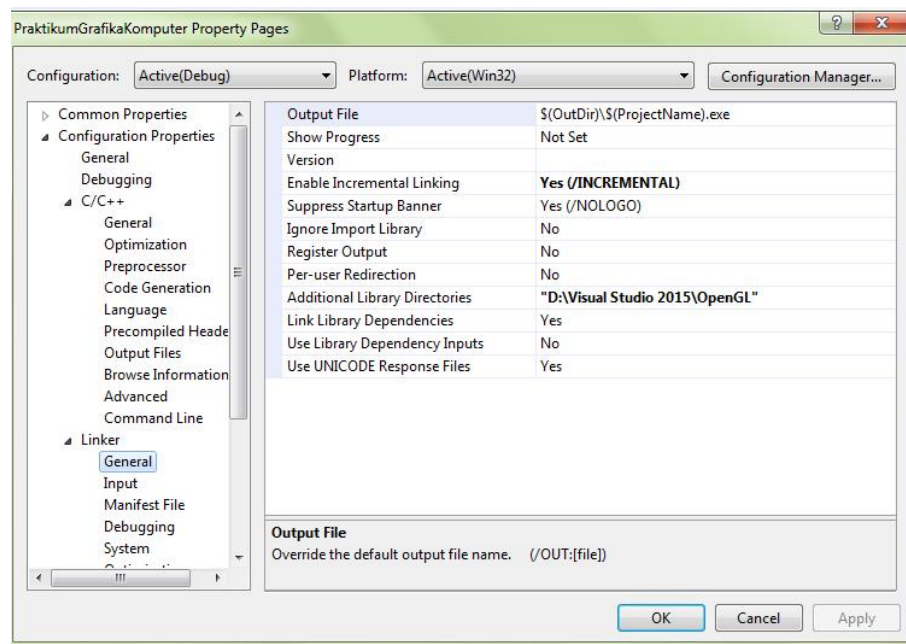 PraktikumGrafikaKomputer Property Pages
Configuration: Active(Debug) Platform: Active(Win32) Configuration Manager...
Common Properties
Configuration Properties
General
Debugging
C/C++
General
Optimization
Preprocessor
Code Generation
Language
Precompiled Heade
Output Files
Browse Information
Advanced
Command Line
Linker
General
Input
Manifest File
Debugging
System
Output File $(OutDir)\$(ProjectName).exe
Show Progress Not Set
Version
Enable Incremental Linking Yes (/INCREMENTAL)
Suppress Startup Banner Yes (/NOLOGO)
Ignore Import Library No
Register Output No
Per-user Redirection No
Additional Library Directories "D:\Visual Studio 2015\OpenGL"
Link Library Dependencies Yes
Use Library Dependency Inputs No
Use UNICODE Response Files Yes
Output File
Override the default output file name. (/OUT:[file])
OK Cancel Apply